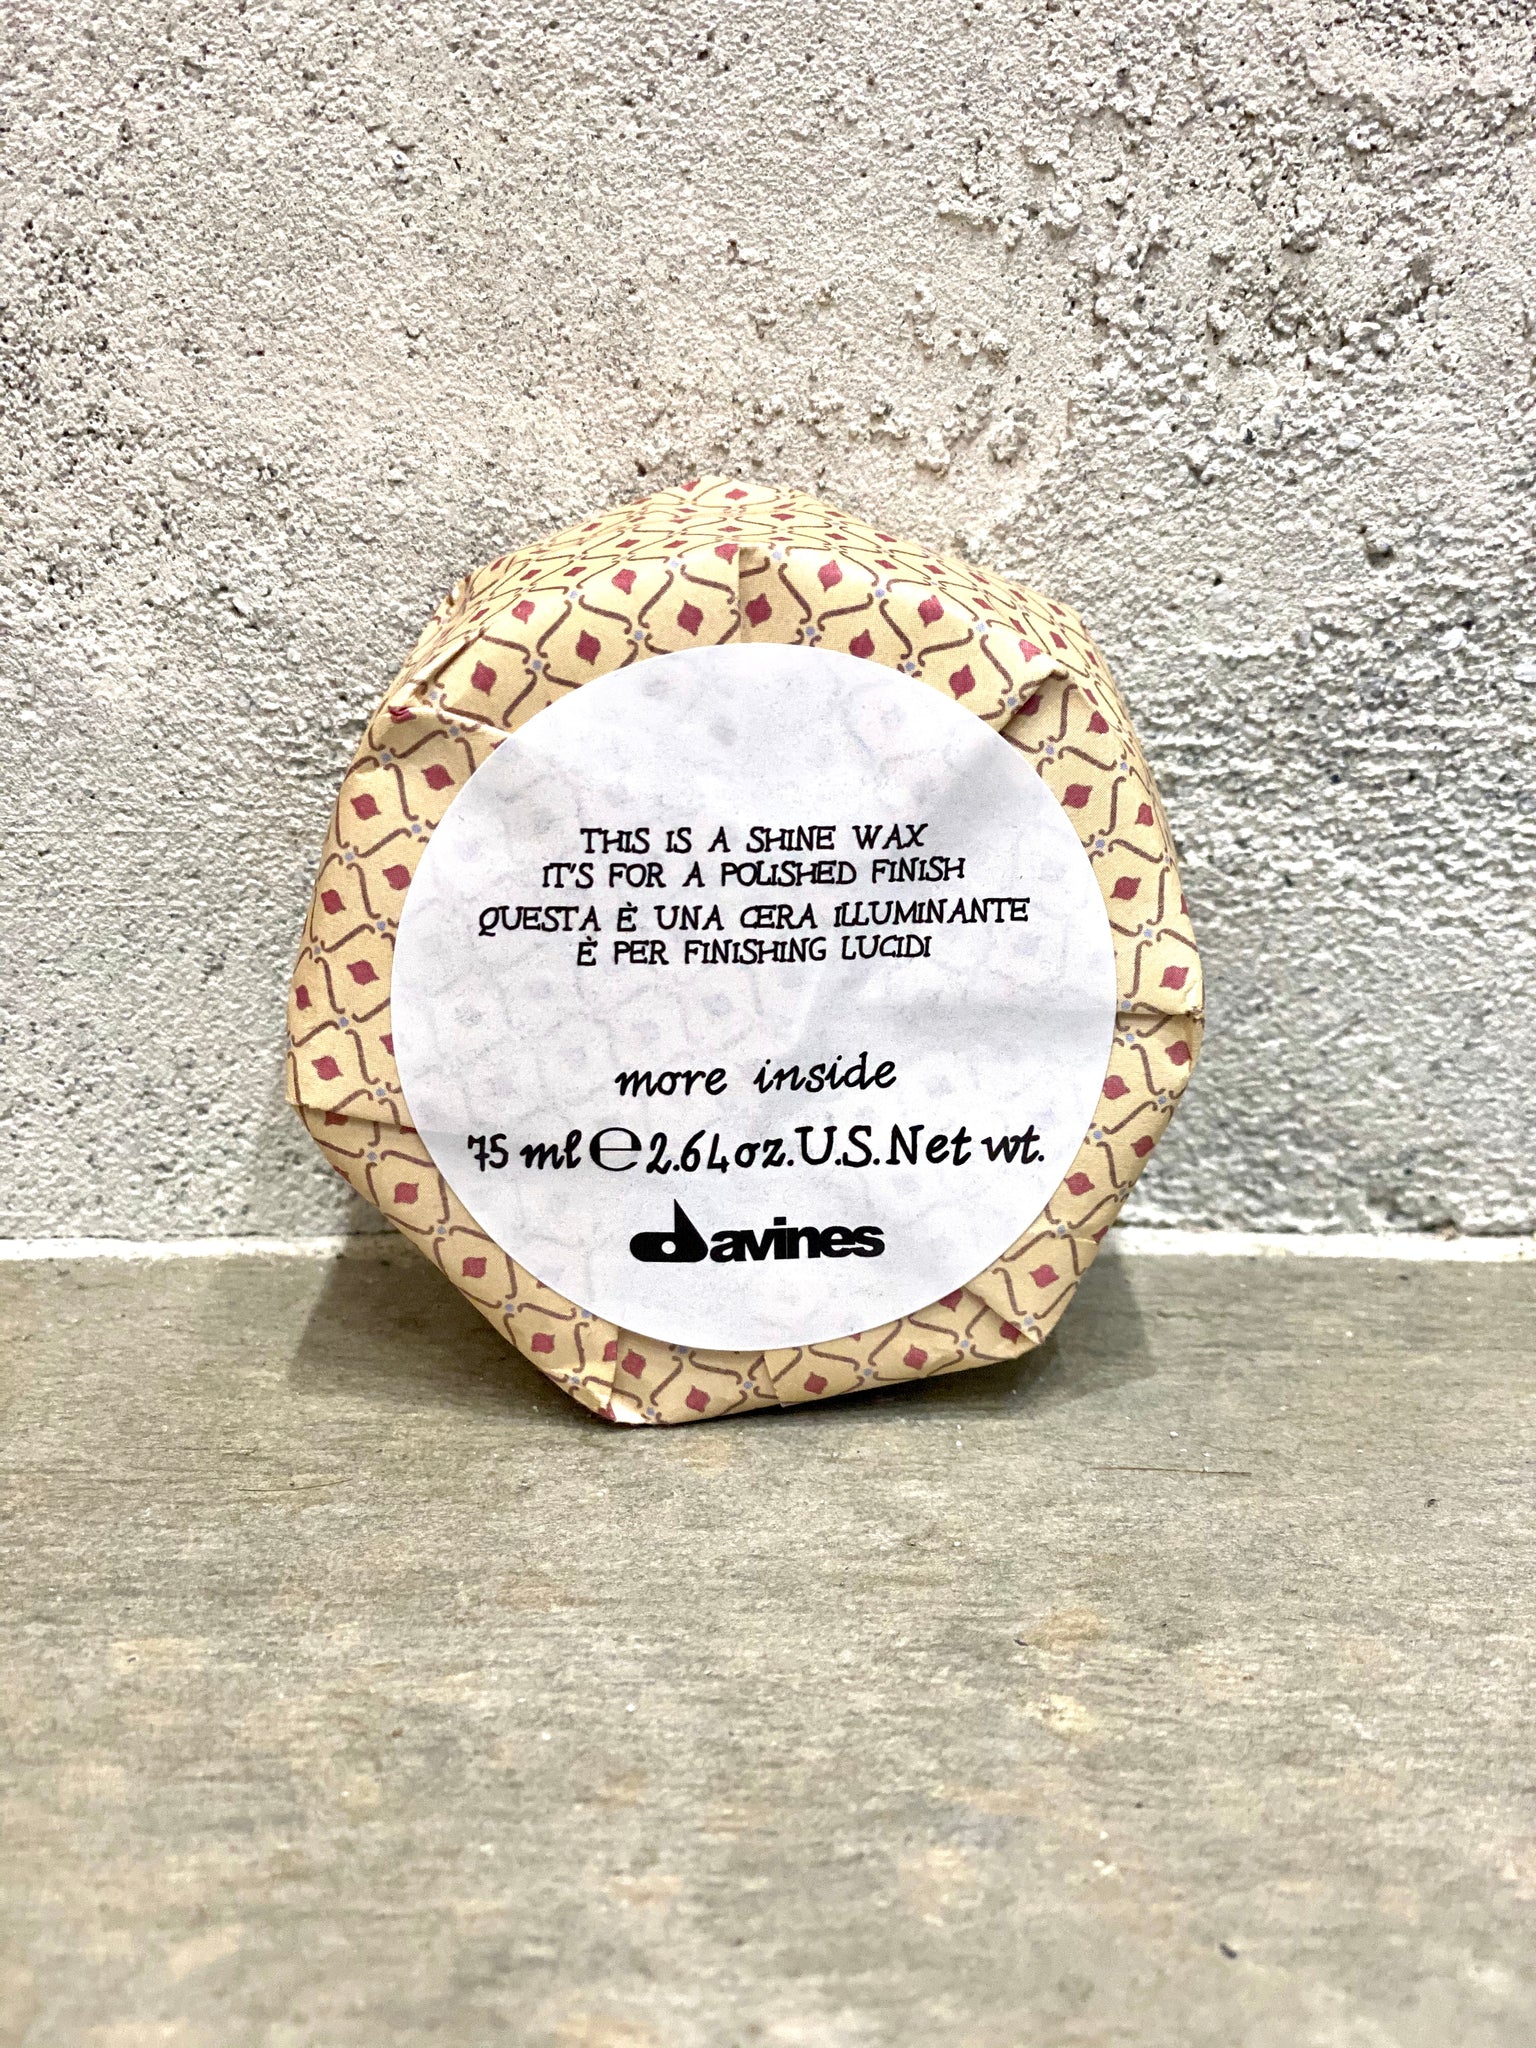 THIS IS A SHINE WAX
IT'S FOR A POLISHED FINISH
QUESTA È UNA CERA ILLUMINANTE
È PER FINISHING LUCIDI
more inside
75 ml ℮ 2.64 oz. U.S. Net wt.
davines